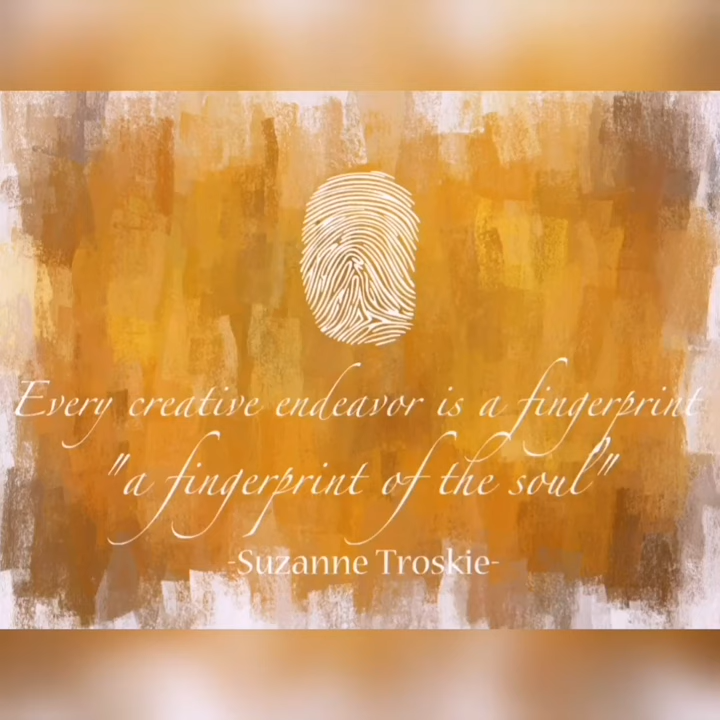 Every creative endeavor is a fingerprint
"a fingerprint of the soul"
-Suzanne Troskie-